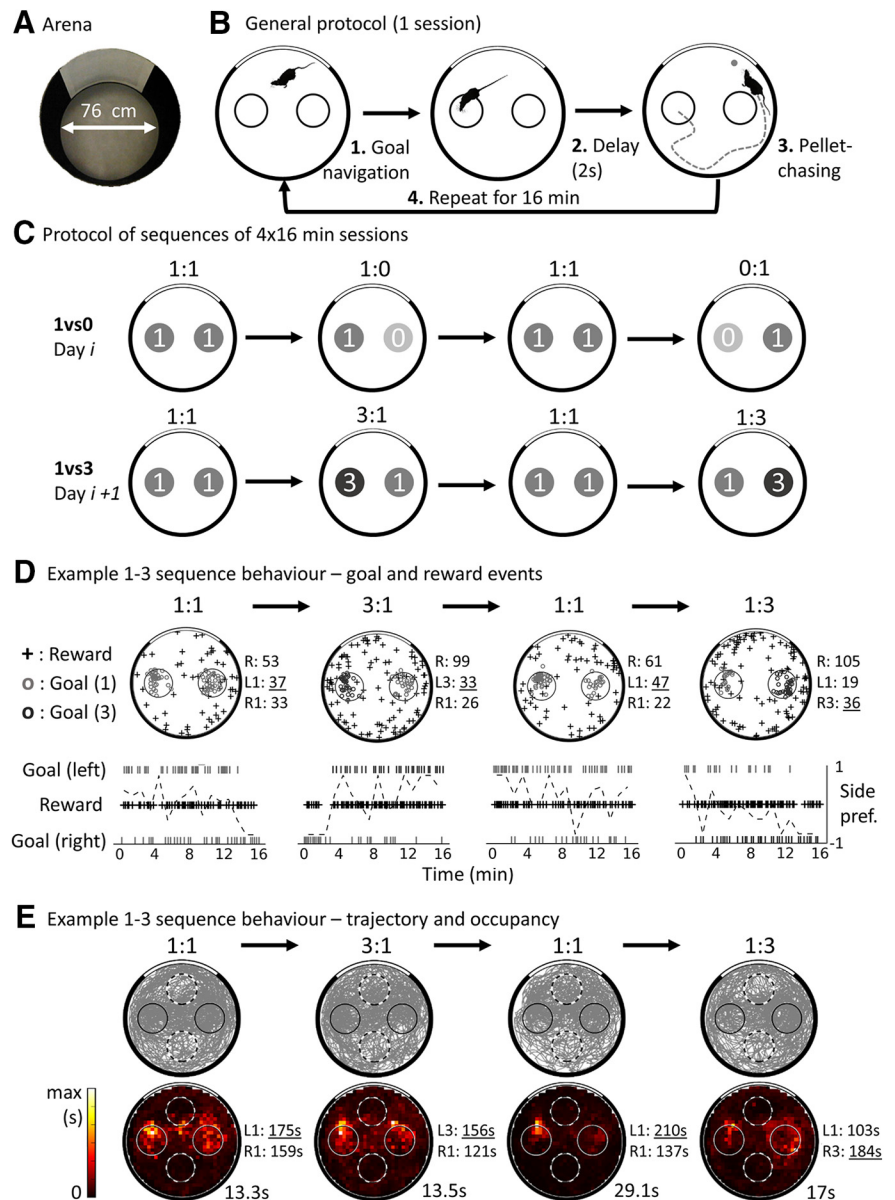 A Arena
76 cm
B General protocol (1 session)
1. Goal
navigation
2. Delay
(2s)
3. Pellet-
chasing
4. Repeat for 16 min
C Protocol of sequences of 4x16 min sessions
1:1 1:0 1:1 0:1
1vs0
Day i
1 1 1 0 1 1 0 1
1:1 3:1 1:1 1:3
1vs3
Day i +1
1 1 3 1 1 1 1 3
D Example 1-3 sequence behaviour – goal and reward events
1:1 3:1 1:1 1:3
+ : Reward
o : Goal (1)
o : Goal (3)
R: 53
L1: 37
R1: 33
R: 99
L3: 33
R1: 26
R: 61
L1: 47
R1: 22
R: 105
L1: 19
R3: 36
Goal (left)
Reward
Goal (right)
1
Side
pref.
-1
0 4 8 12 16 0 4 8 12 16 0 4 8 12 16 0 4 8 12 16
Time (min)
E Example 1-3 sequence behaviour – trajectory and occupancy
1:1 3:1 1:1 1:3
max
(s)
0
L1: 175s
R1: 159s
13.3s
L3: 156s
R1: 121s
13.5s
L1: 210s
R1: 137s
29.1s
L1: 103s
R3: 184s
17s